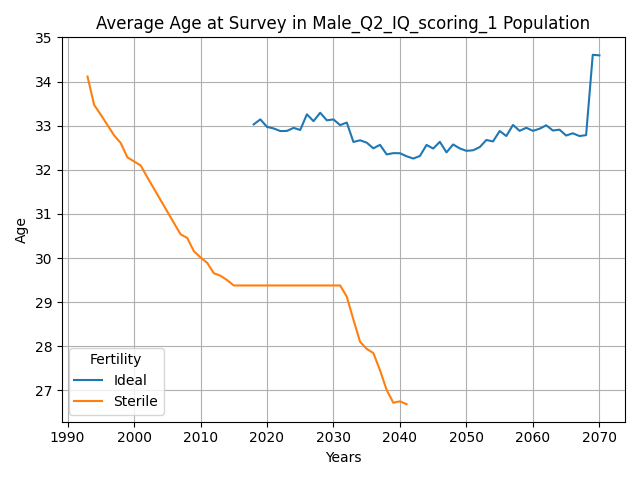 Average Age at Survey in Male_Q2_IQ_scoring_1 Population
35
34
33
32
31
30
29
28
27
Age
Fertility
Ideal
Sterile
1990 2000 2010 2020 2030 2040 2050 2060 2070
Years